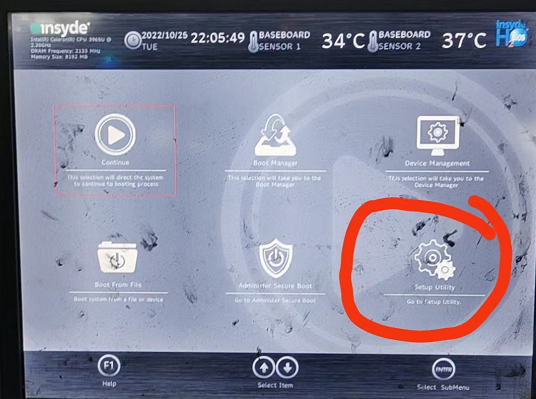 insyde
Intel(R) Celeron(R) CPU 3965U @
2.20GHz
DRAM Frequency: 2133 MHz
Memory Size: 8192 MB
2022/10/25
TUE
22:05:49
BASEBOARD
SENSOR 1
34°C
BASEBOARD
SENSOR 2
37°C
insyde
H2O BIOS
Continue
This selection will direct the system
to continue to booting process
Boot Manager
This selection will take you to the
Boot Manager
Device Management
This selection will take you to the
Device Manager
Boot From File
Boot system from a file or device
Administer Secure Boot
Go to Administer Secure Boot
Setup Utility
Go to Setup Utility.
F1
Help
Select Item
ENTER
Select SubMenu